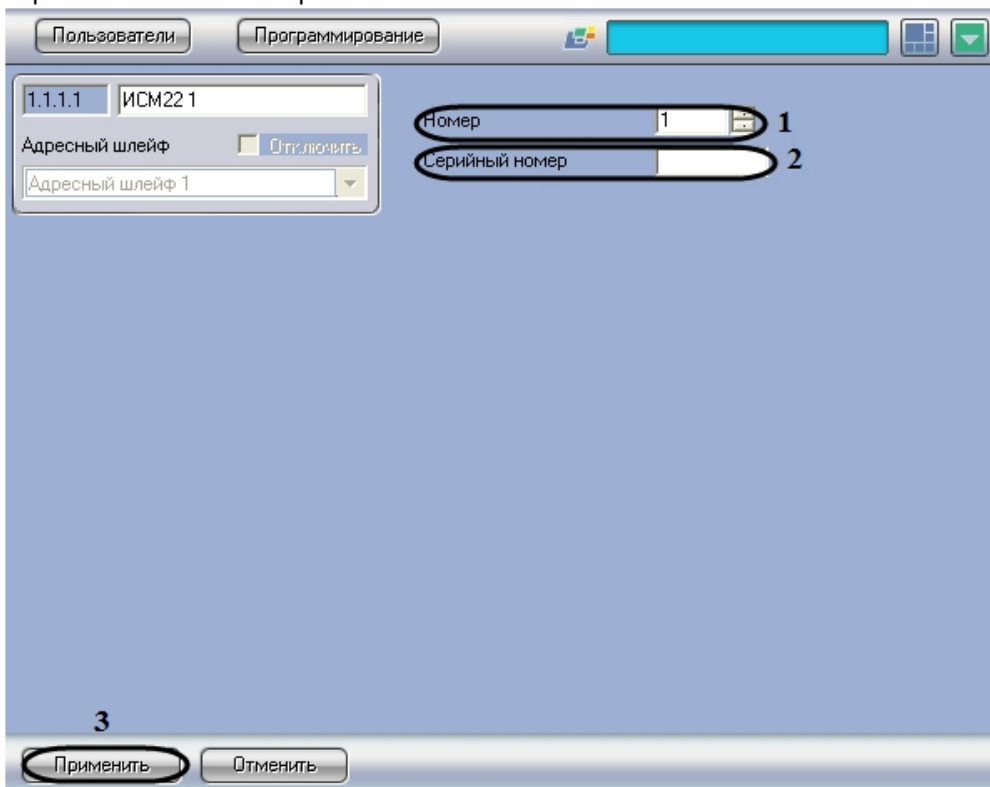 Пользователи Программирование
1.1.1.1 ИСМ22 1
Адресный шлейф Отключить
Адресный шлейф 1
Номер 1 1
Серийный номер 2
3
Применить Отменить